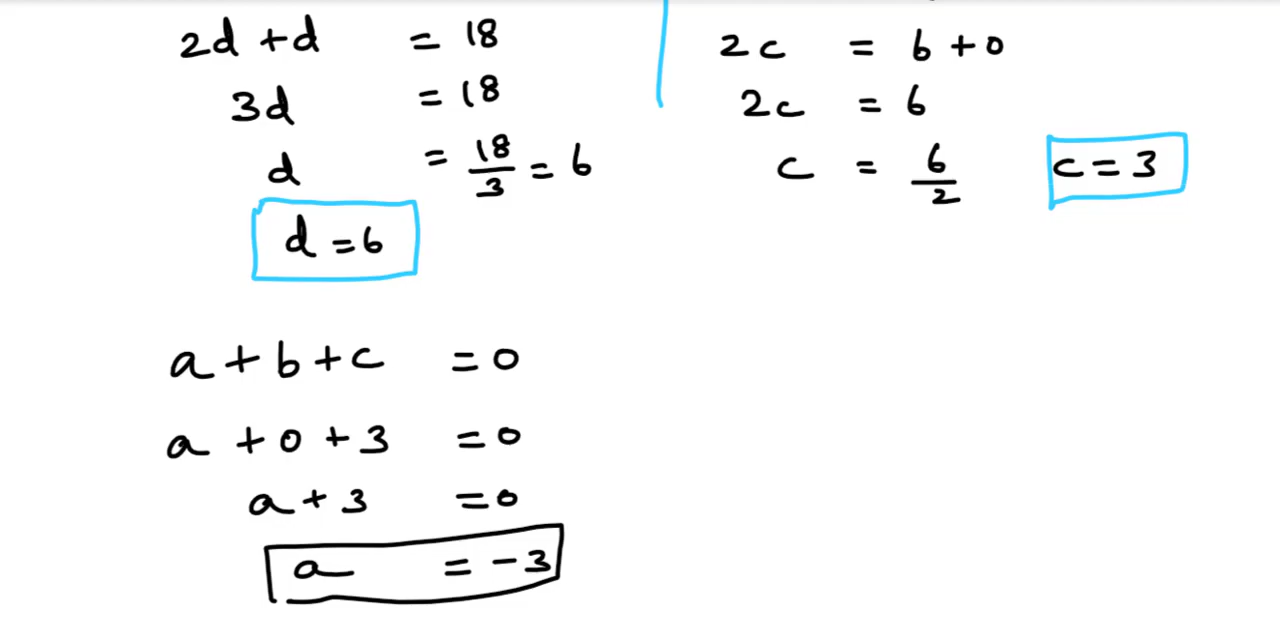 2d + d = 18
3d = 18
d = 18/3 = 6
d = 6
2c = 6 + 0
2c = 6
c = 6/2 c = 3
a + b + c = 0
a + 0 + 3 = 0
a + 3 = 0
a = -3